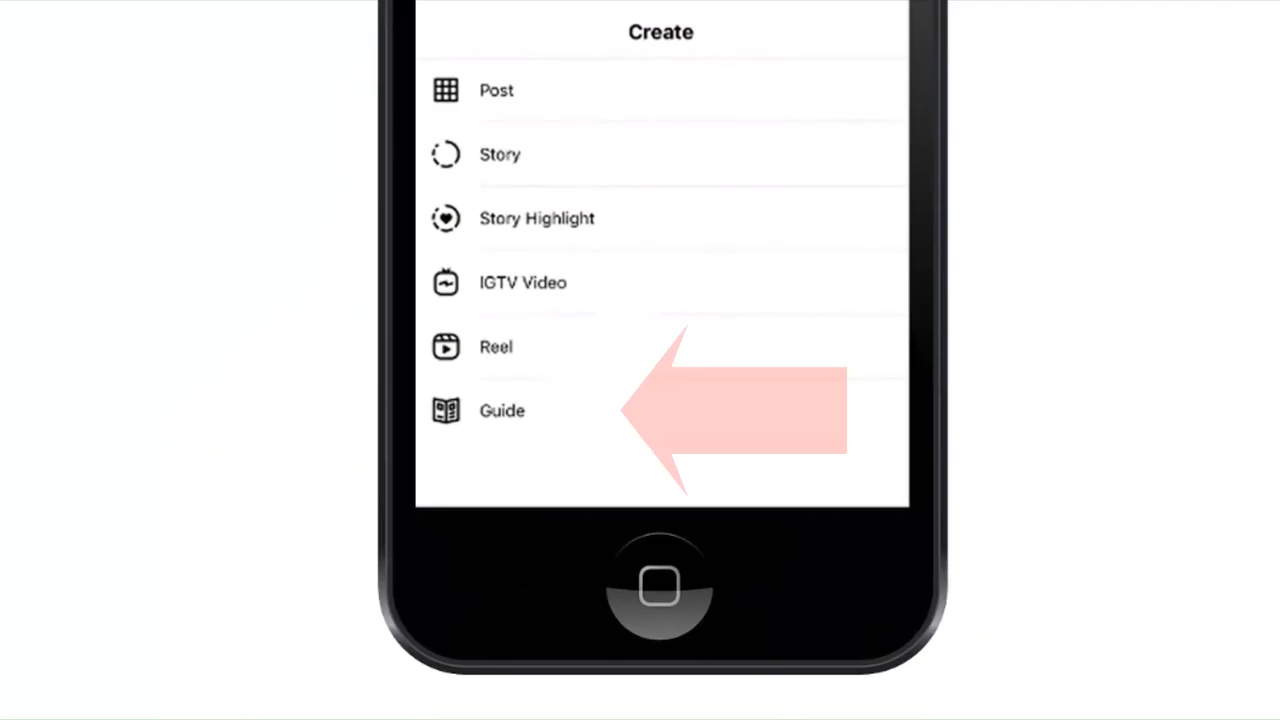 Create
Post
Story
Story Highlight
IGTV Video
Reel
Guide